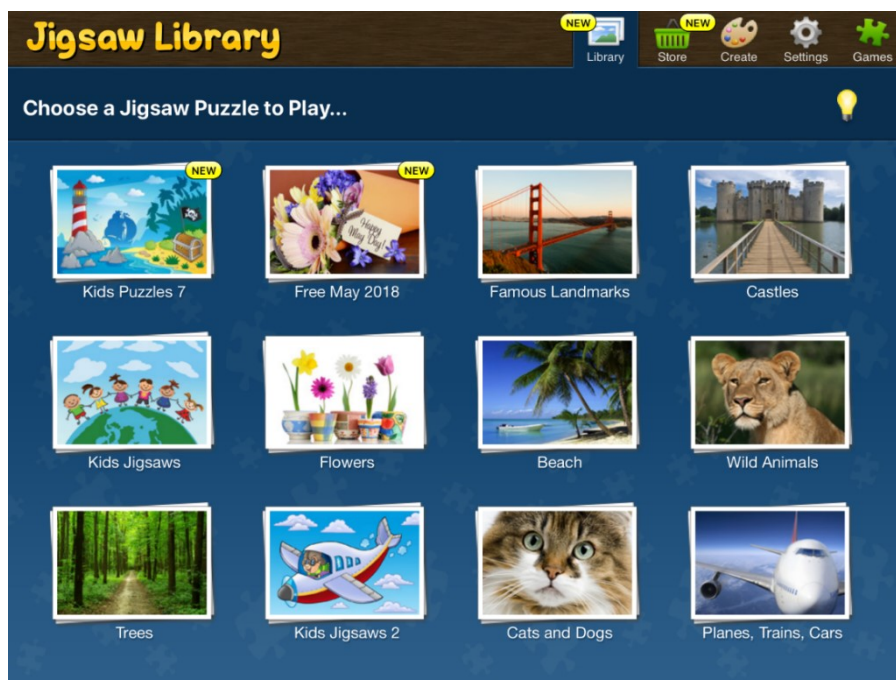 Jigsaw Library
NEW
NEW
Library
Store
Create
Settings
Games
Choose a Jigsaw Puzzle to Play...
NEW
NEW
Happy
May Day!
Kids Puzzles 7
Free May 2018
Famous Landmarks
Castles
Kids Jigsaws
Flowers
Beach
Wild Animals
Trees
Kids Jigsaws 2
Cats and Dogs
Planes, Trains, Cars